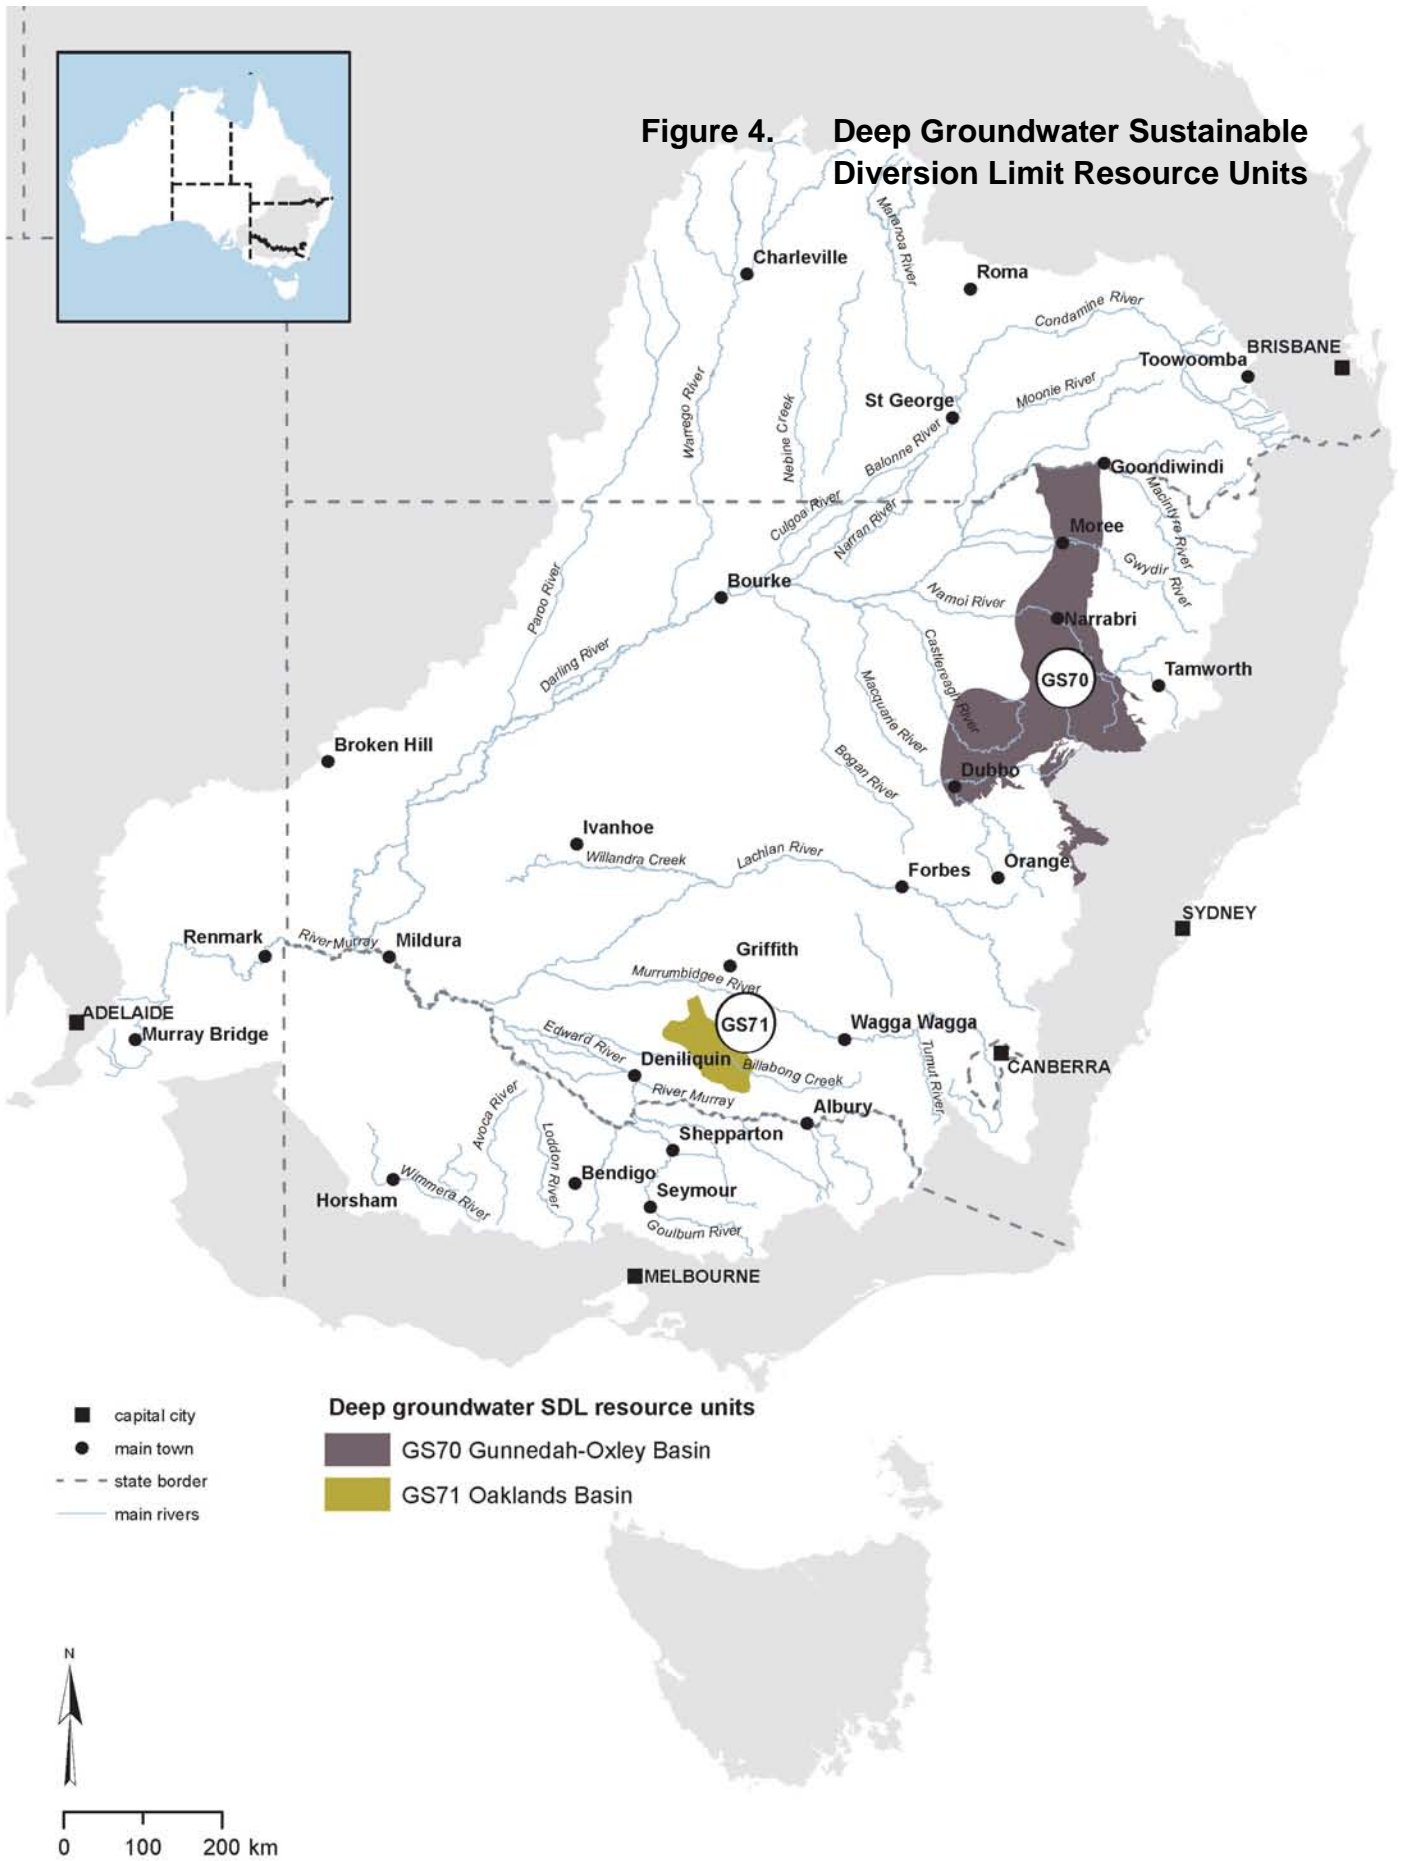 Figure 4. Deep Groundwater Sustainable
Diversion Limit Resource Units
Charleville
Maranoa River
Roma
Condamine River
BRISBANE
Toowoomba
Warrego River
Nebine Creek
St George
Moonie River
Balonne River
Goondiwindi
Culgoa River
Narran River
Macintyre River
Moree
Gwydir River
Paroo River
Bourke
Namoi River
Narrabri
Darling River
Castlereagh River
Macquarie River
GS70
Tamworth
Broken Hill
Bogan River
Dubbo
Ivanhoe
Willandra Creek
Lachlan River
Forbes
Orange
SYDNEY
Renmark
River Murray
Mildura
Griffith
Murrumbidgee River
ADELAIDE
Murray Bridge
GS71
Wagga Wagga
Edward River
Deniliquin
Billabong Creek
Tumut River
CANBERRA
River Murray
Albury
Avoca River
Loddon River
Shepparton
Bendigo
Seymour
Horsham
Wimmera River
Goulburn River
MELBOURNE
capital city
main town
state border
main rivers
Deep groundwater SDL resource units
GS70 Gunnedah-Oxley Basin
GS71 Oaklands Basin
N
0 100 200 km